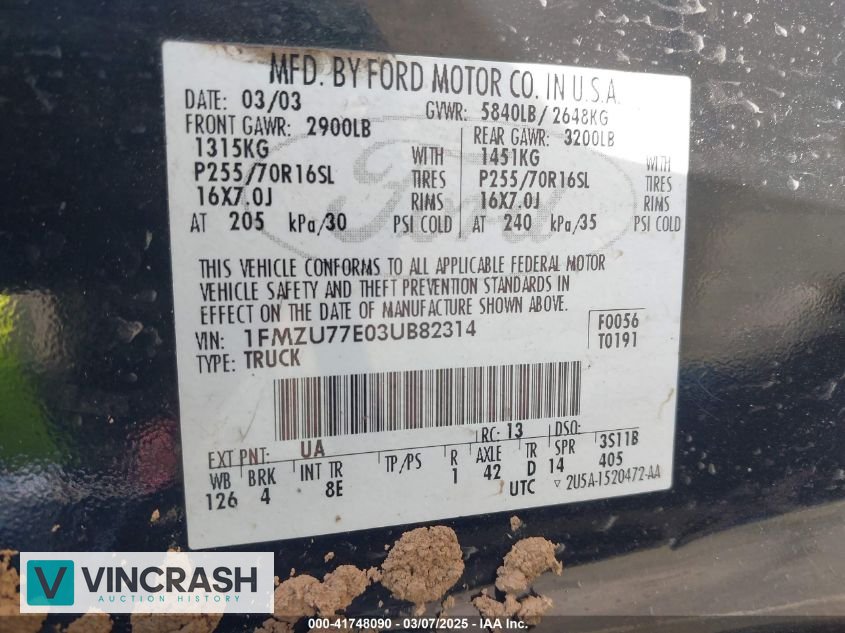 MFD. BY FORD MOTOR CO. IN U.S.A.
DATE: 03/03 GVWR: 5840LB/2648KG
FRONT GAWR: 2900LB REAR GAWR: 3200LB
1315KG WITH 1451KG WITH
P255/70R16SL TIRES P255/70R16SL TIRES
16X7.0J RIMS 16X7.0J RIMS
AT 205 kPa/30 PSI COLD AT 240 kPa/35 PSI COLD
Ford
THIS VEHICLE CONFORMS TO ALL APPLICABLE FEDERAL MOTOR
VEHICLE SAFETY AND THEFT PREVENTION STANDARDS IN
EFFECT ON THE DATE OF MANUFACTURE SHOWN ABOVE.
VIN: 1FMZU77E03UB82314 F0056
TYPE: TRUCK T0191
EXT PNT: UA RC: 13 DSO:
WB BRK INT TR TP/PS R AXLE TR SPR 3S11B
126 4 8E 1 42 D 14 405
UTC ▽ 2U5A-1520472-AA
VINCRASH
AUCTION HISTORY
000-41748090 - 03/07/2025 - IAA Inc.